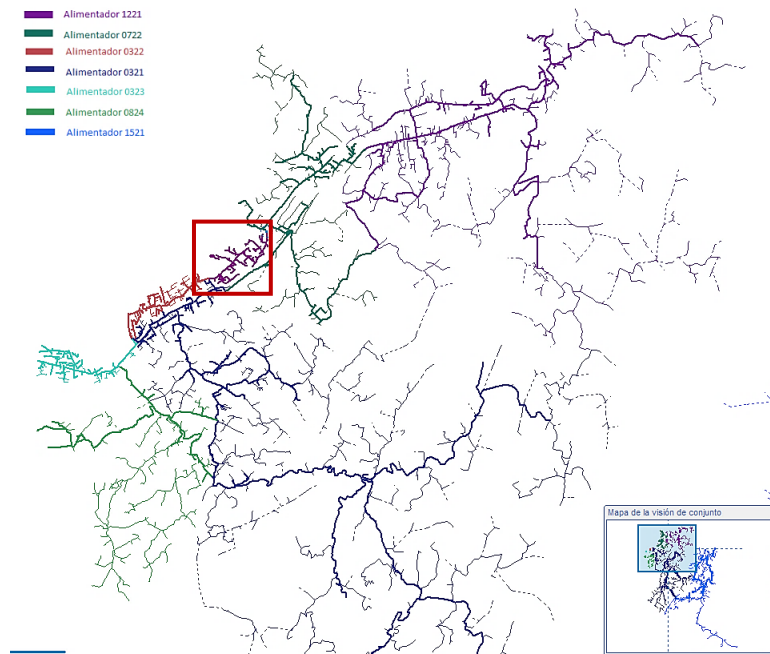 Alimentador 1221
Alimentador 0722
Alimentador 0322
Alimentador 0321
Alimentador 0323
Alimentador 0824
Alimentador 1521
Mapa de la visión de conjunto